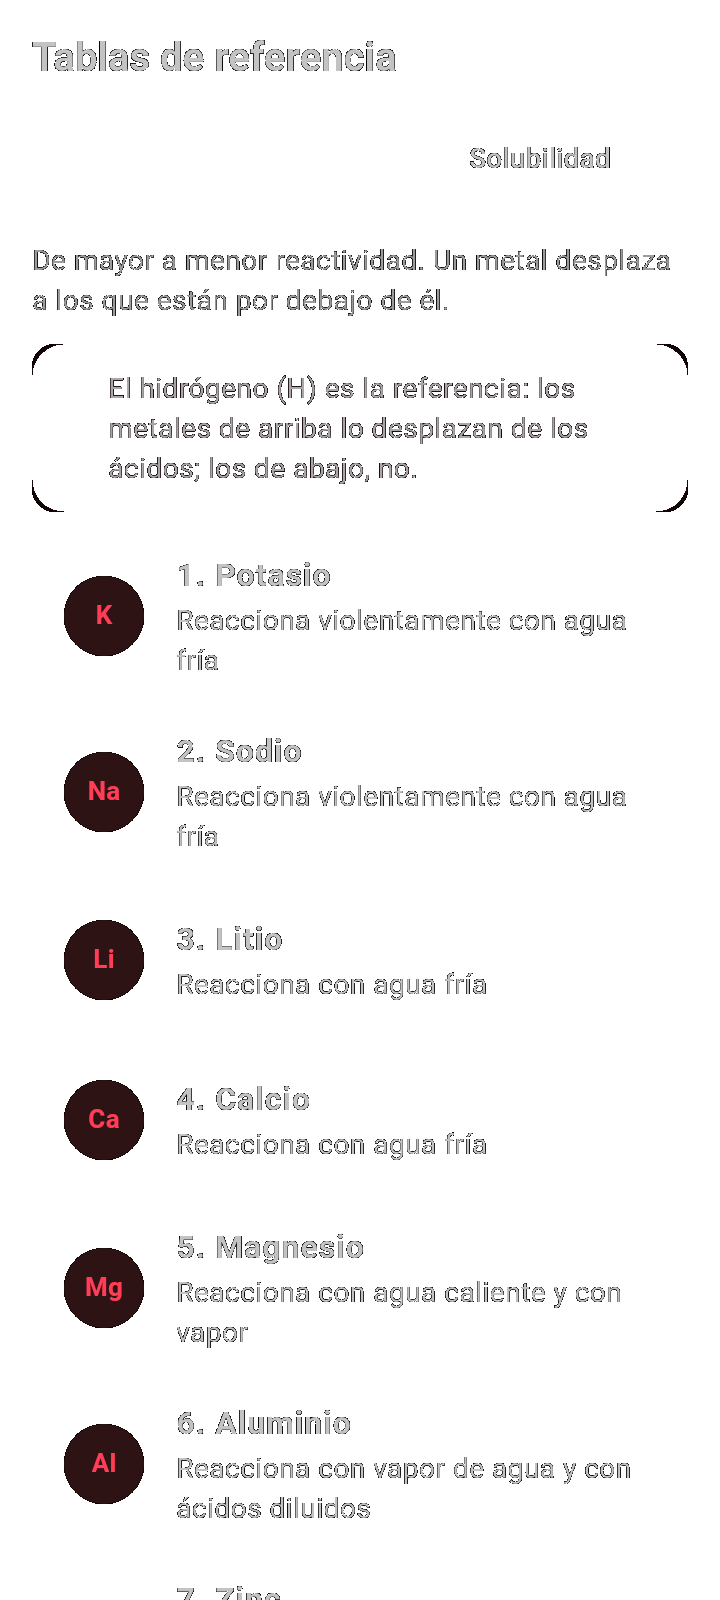 Tablas de referencia
Solubilidad
De mayor a menor reactividad. Un metal desplaza
a los que están por debajo de él.
El hidrógeno (H) es la referencia: los
metales de arriba lo desplazan de los
ácidos; los de abajo, no.
K
1. Potasio
Reacciona violentamente con agua
fría
Na
2. Sodio
Reacciona violentamente con agua
fría
Li
3. Litio
Reacciona con agua fría
Ca
4. Calcio
Reacciona con agua fría
Mg
5. Magnesio
Reacciona con agua caliente y con
vapor
Al
6. Aluminio
Reacciona con vapor de agua y con
ácidos diluidos
7. Zinc